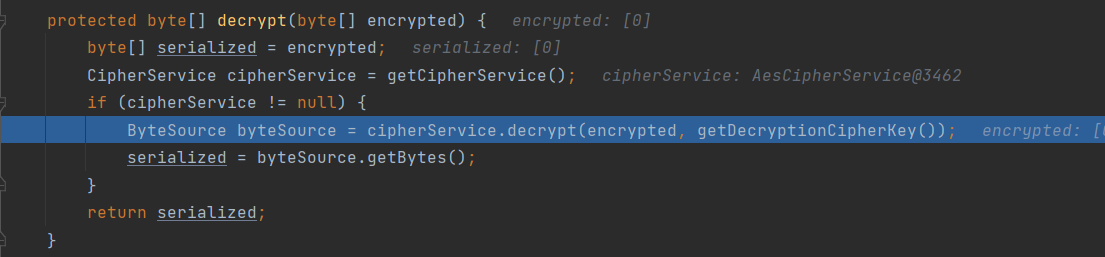 protected byte[] decrypt(byte[] encrypted) {   encrypted: [0]
    byte[] serialized = encrypted;   serialized: [0]
    CipherService cipherService = getCipherService();   cipherService: AesCipherService@3462
    if (cipherService != null) {
        ByteSource byteSource = cipherService.decrypt(encrypted, getDecryptionCipherKey());   encrypted: [
        serialized = byteSource.getBytes();
    }
    return serialized;
}